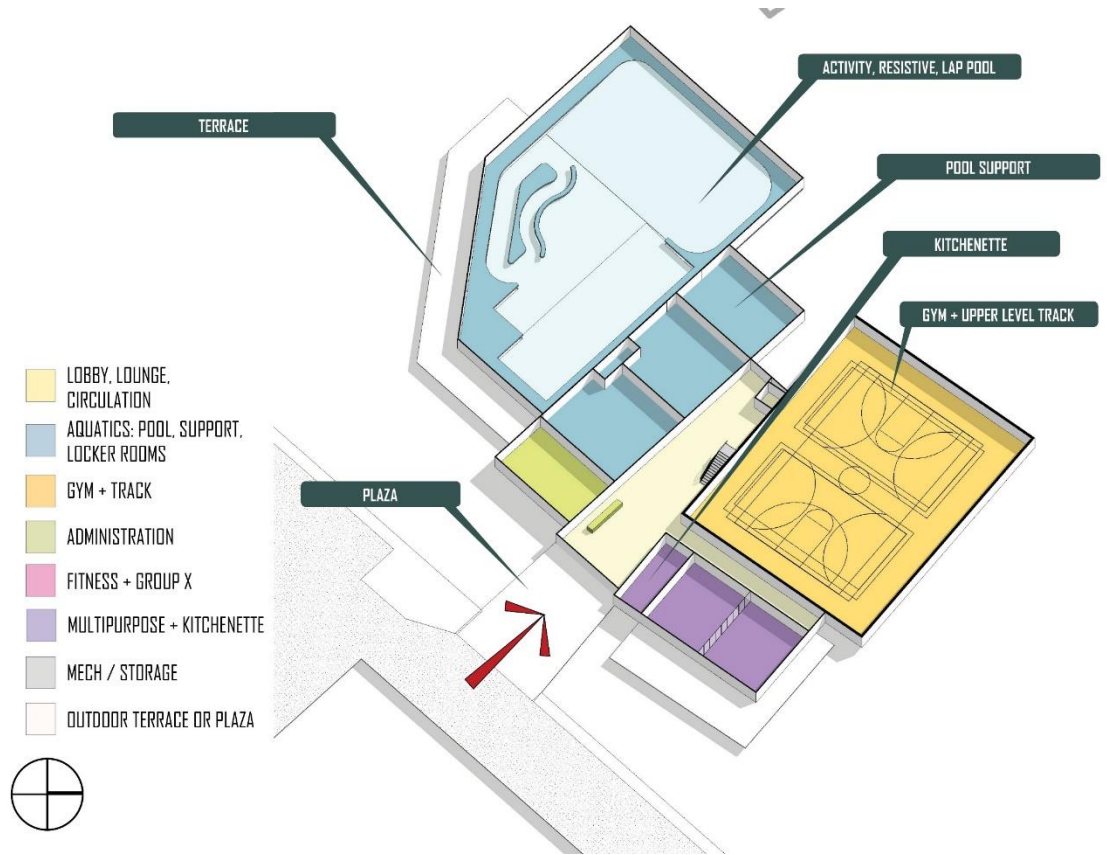 ACTIVITY, RESISTIVE, LAP POOL
TERRACE
POOL SUPPORT
KITCHENETTE
GYM + UPPER LEVEL TRACK
PLAZA
LOBBY, LOUNGE,
CIRCULATION
AQUATICS: POOL, SUPPORT,
LOCKER ROOMS
GYM + TRACK
ADMINISTRATION
FITNESS + GROUP X
MULTIPURPOSE + KITCHENETTE
MECH / STORAGE
OUTDOOR TERRACE OR PLAZA